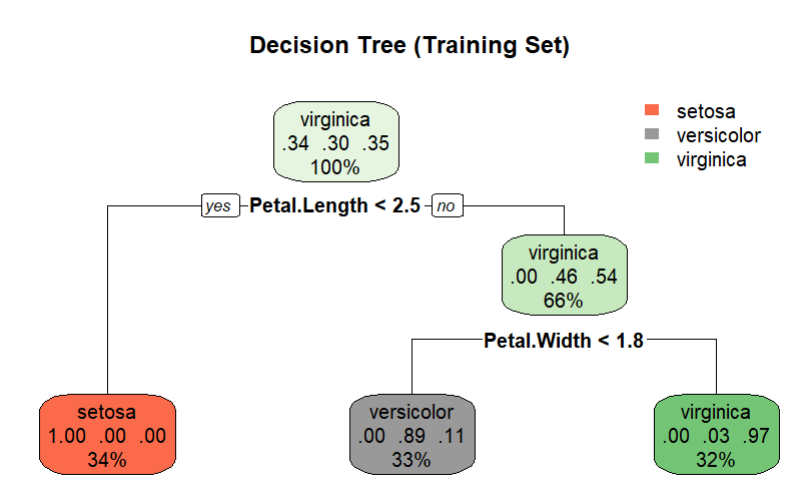 Decision Tree (Training Set)
setosa
versicolor
virginica
virginica
.34 .30 .35
100%
yes Petal.Length < 2.5 no
virginica
.00 .46 .54
66%
Petal.Width < 1.8
setosa
1.00 .00 .00
34%
versicolor
.00 .89 .11
33%
virginica
.00 .03 .97
32%